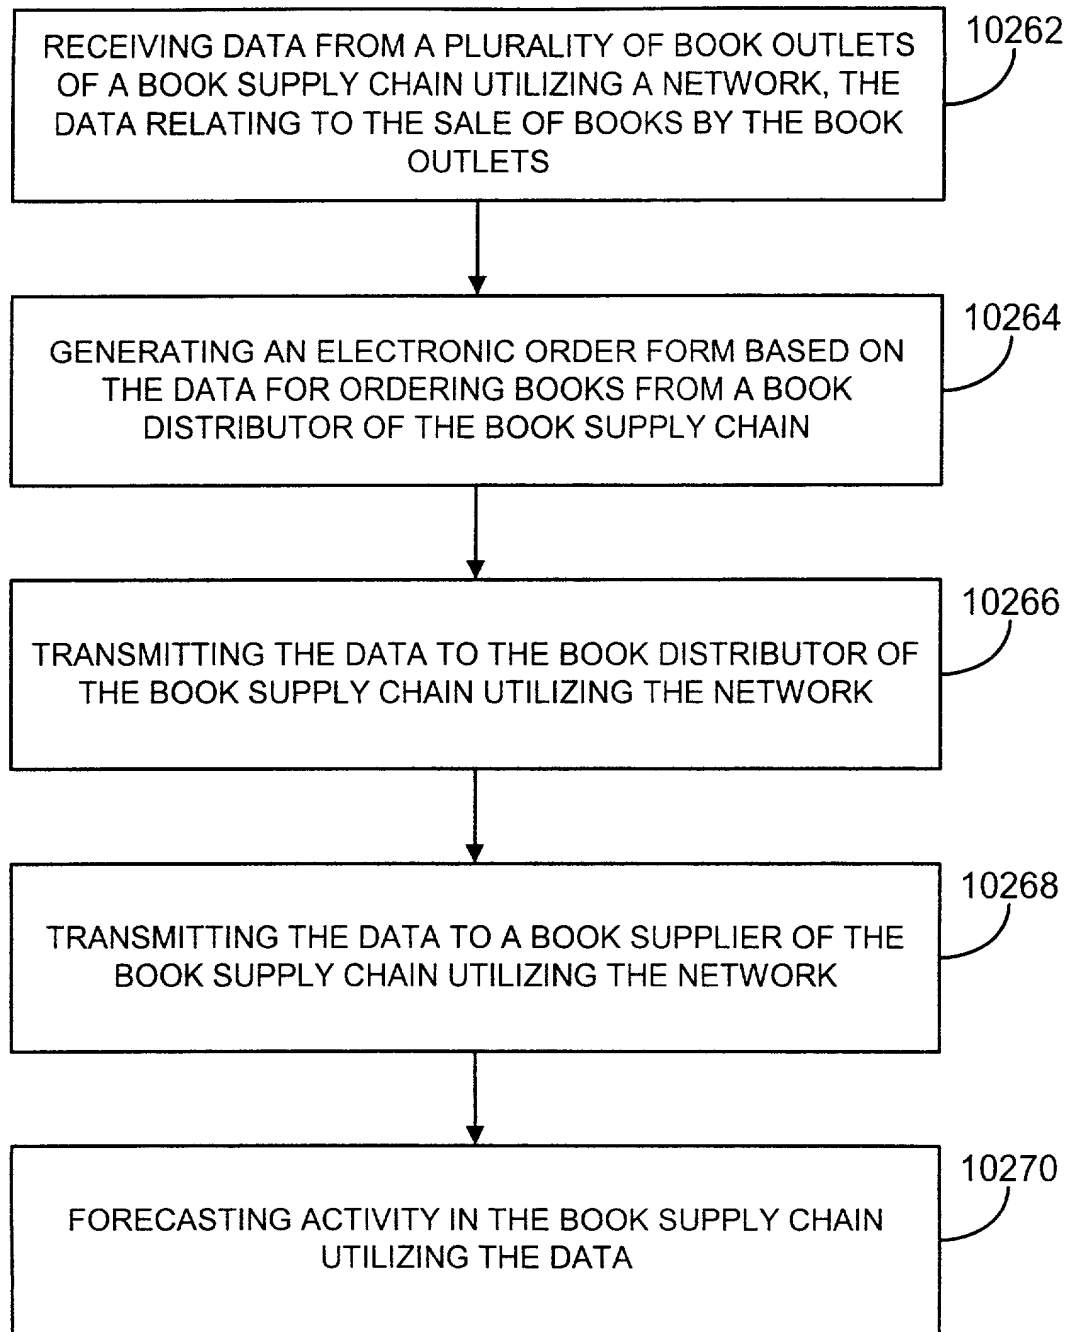 RECEIVING DATA FROM A PLURALITY OF BOOK OUTLETS
OF A BOOK SUPPLY CHAIN UTILIZING A NETWORK, THE
DATA RELATING TO THE SALE OF BOOKS BY THE BOOK
OUTLETS
10262
GENERATING AN ELECTRONIC ORDER FORM BASED ON
THE DATA FOR ORDERING BOOKS FROM A BOOK
DISTRIBUTOR OF THE BOOK SUPPLY CHAIN
10264
TRANSMITTING THE DATA TO THE BOOK DISTRIBUTOR OF
THE BOOK SUPPLY CHAIN UTILIZING THE NETWORK
10266
TRANSMITTING THE DATA TO A BOOK SUPPLIER OF THE
BOOK SUPPLY CHAIN UTILIZING THE NETWORK
10268
FORECASTING ACTIVITY IN THE BOOK SUPPLY CHAIN
UTILIZING THE DATA
10270